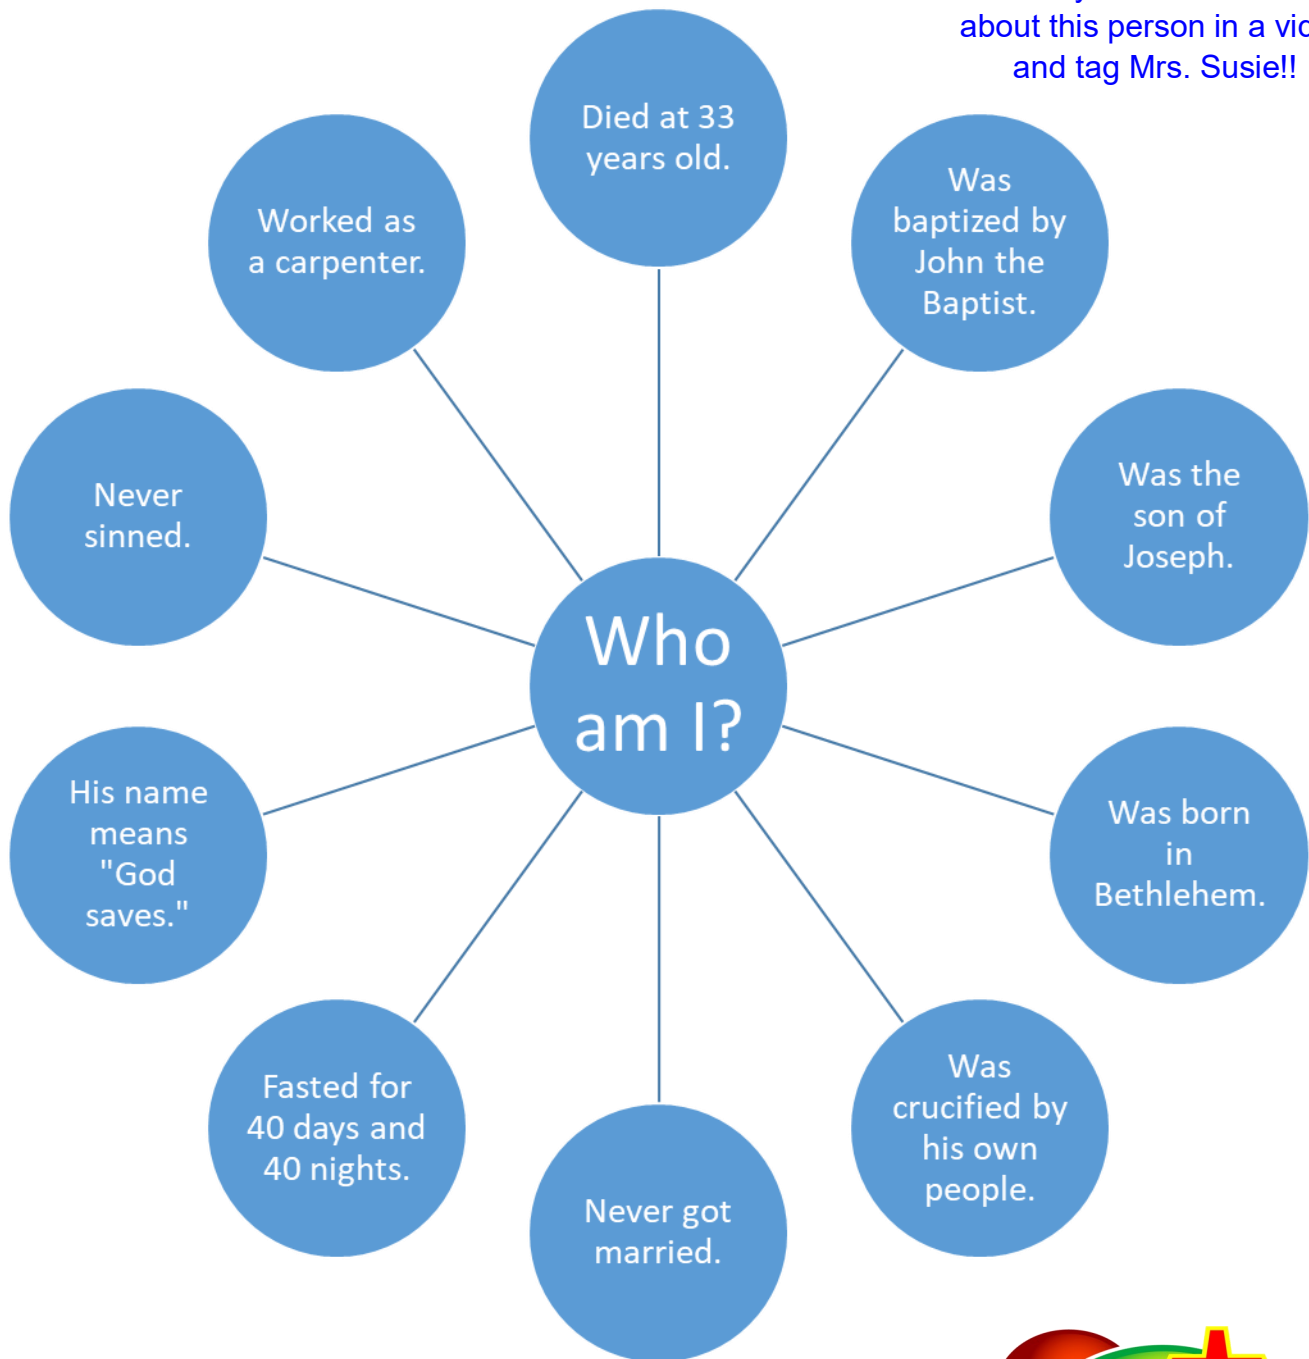 about this person in a vid
and tag Mrs. Susie!!
Died at 33
years old.
Was
baptized by
John the
Baptist.
Worked as
a carpenter.
Was the
son of
Joseph.
Never
sinned.
Who
am I?
His name
means
"God
saves."
Was born
in
Bethlehem.
Fasted for
40 days and
40 nights.
Was
crucified by
his own
people.
Never got
married.